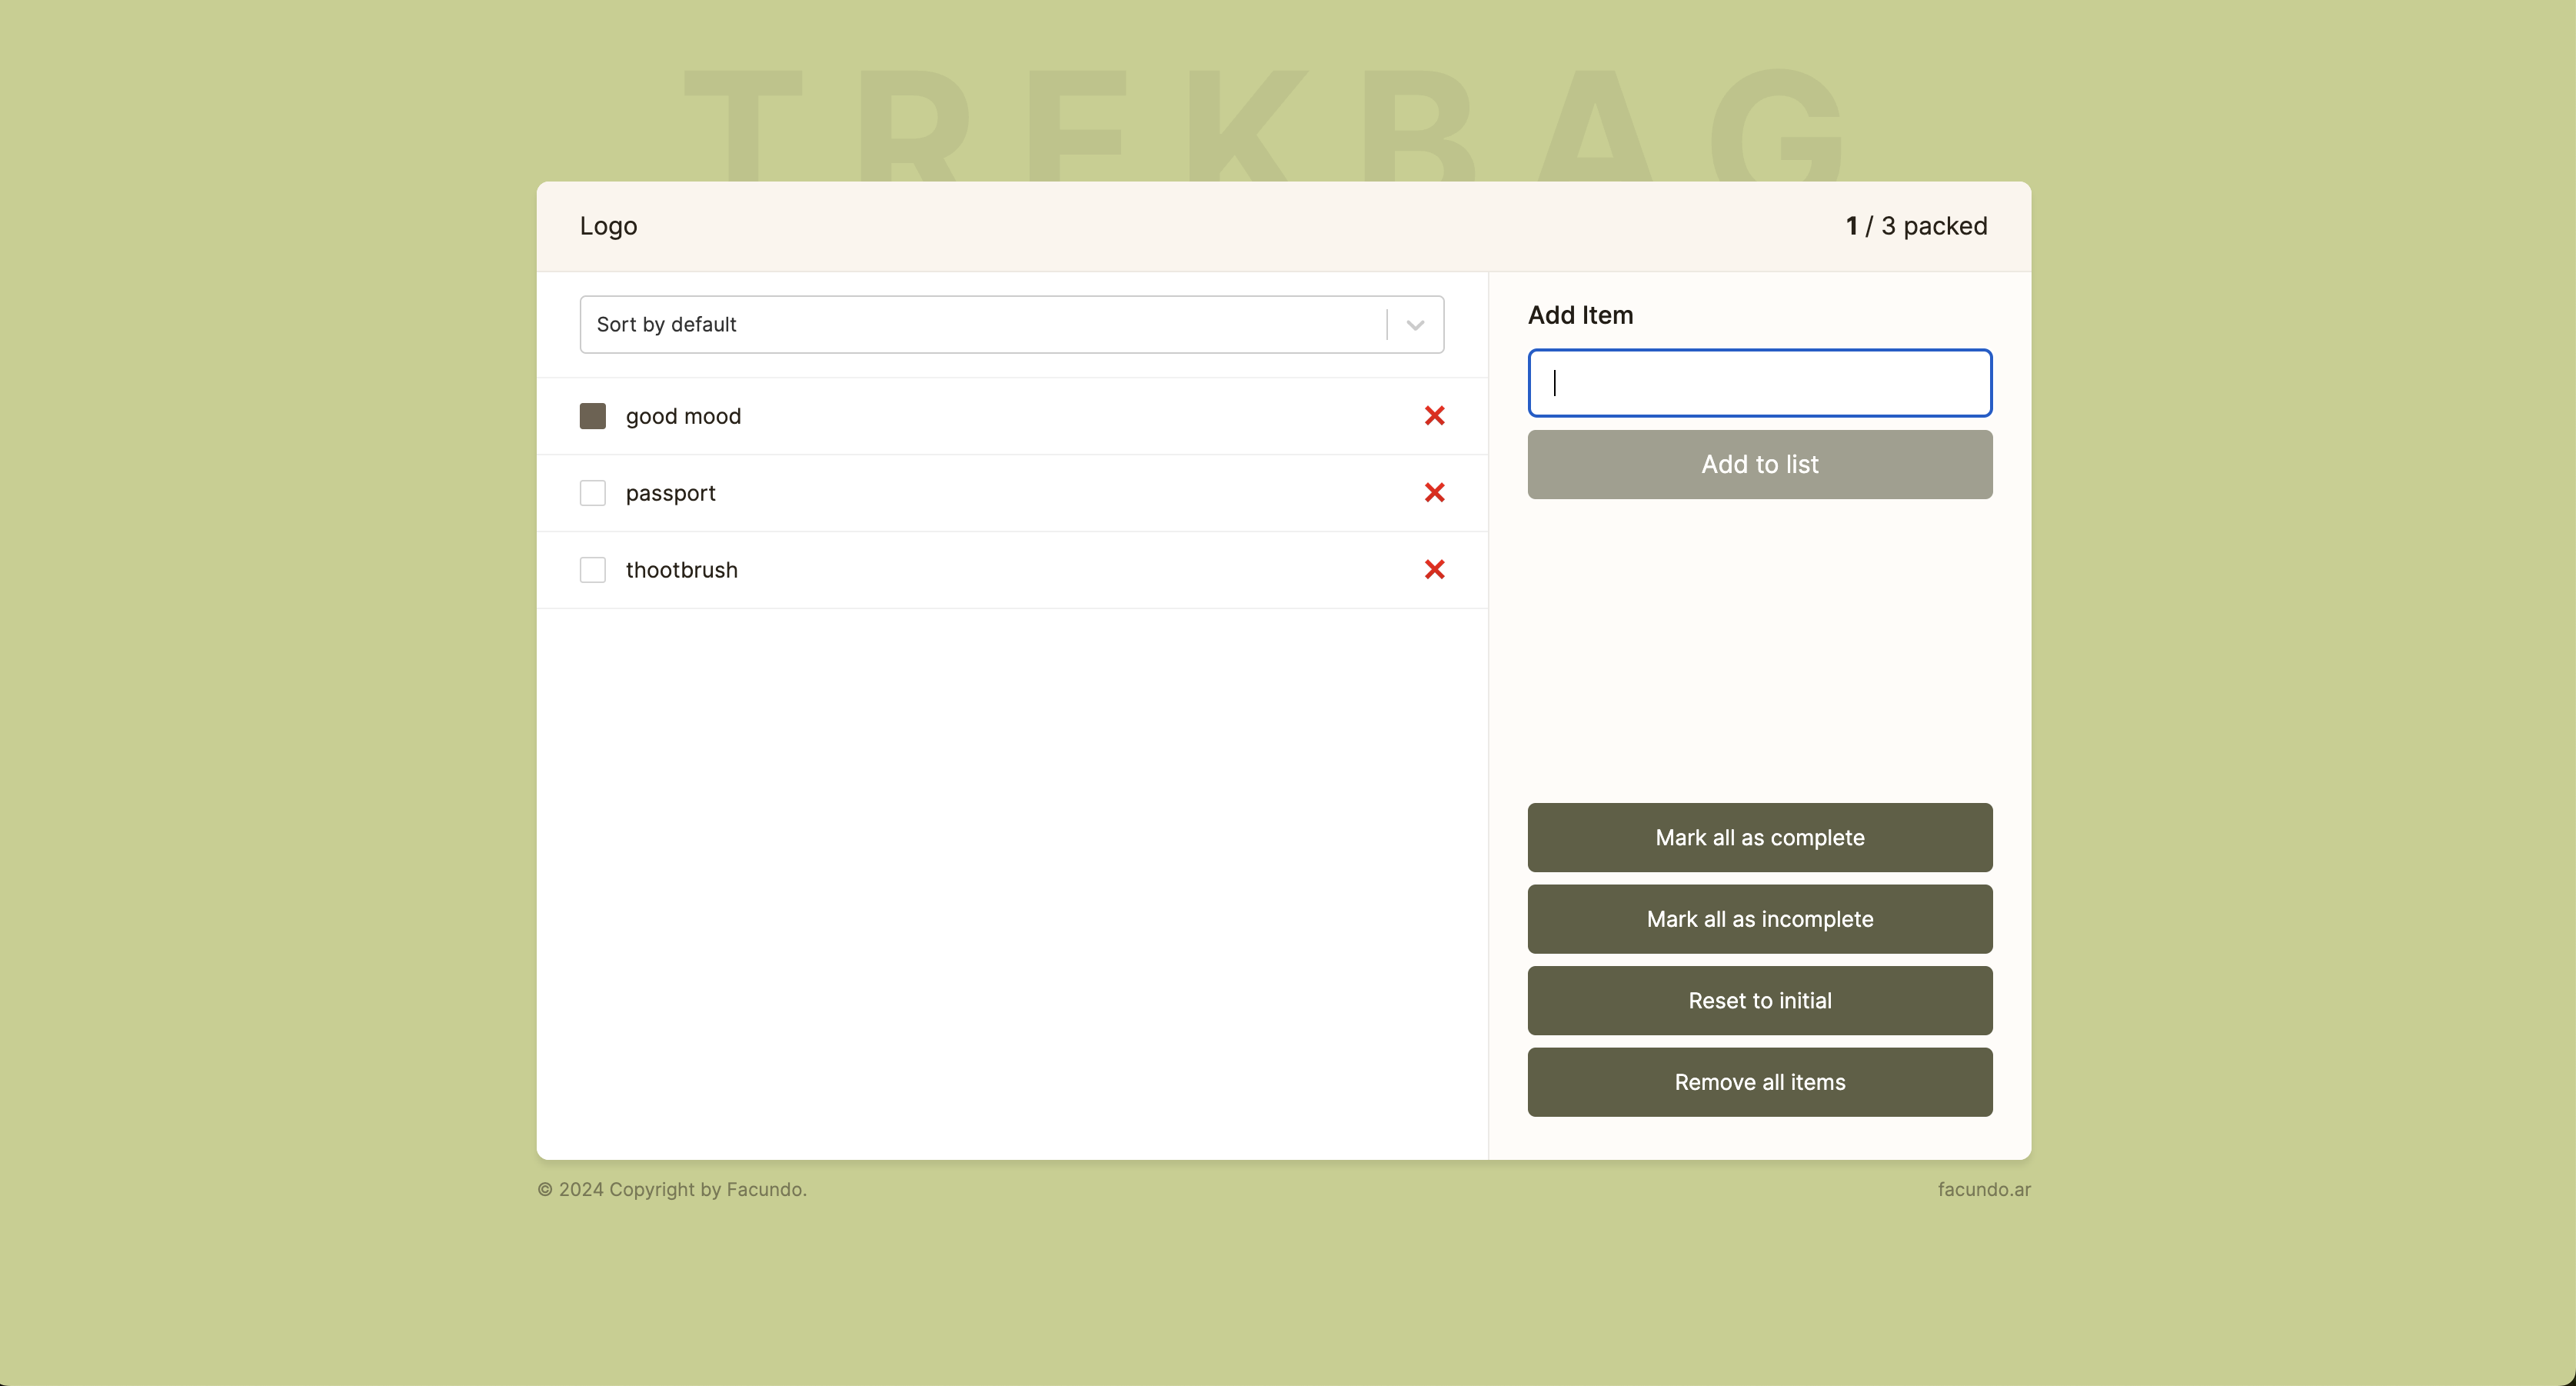 TREKBAG
Logo
1 / 3 packed
Sort by default
good mood
passport
thootbrush
Add Item
Add to list
Mark all as complete
Mark all as incomplete
Reset to initial
Remove all items
© 2024 Copyright by Facundo.
facundo.ar